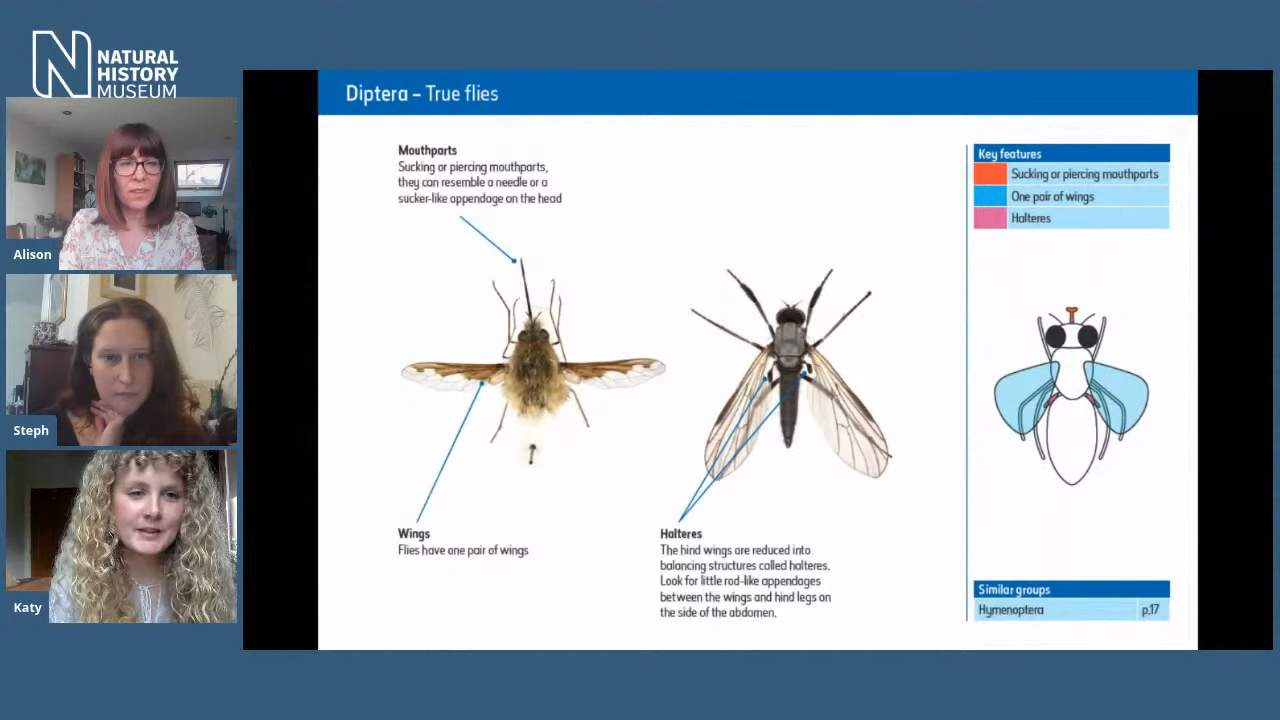 NATURAL
HISTORY
MUSEUM
Alison
Steph
Katy
Diptera – True flies
Mouthparts
Sucking or piercing mouthparts,
they can resemble a needle or a
sucker-like appendage on the head
Wings
Flies have one pair of wings
Halteres
The hind wings are reduced into
balancing structures called halteres.
Look for little rod-like appendages
between the wings and hind legs on
the side of the abdomen.
Key features
Sucking or piercing mouthparts
One pair of wings
Halteres
Similar groups
Hymenoptera p.17